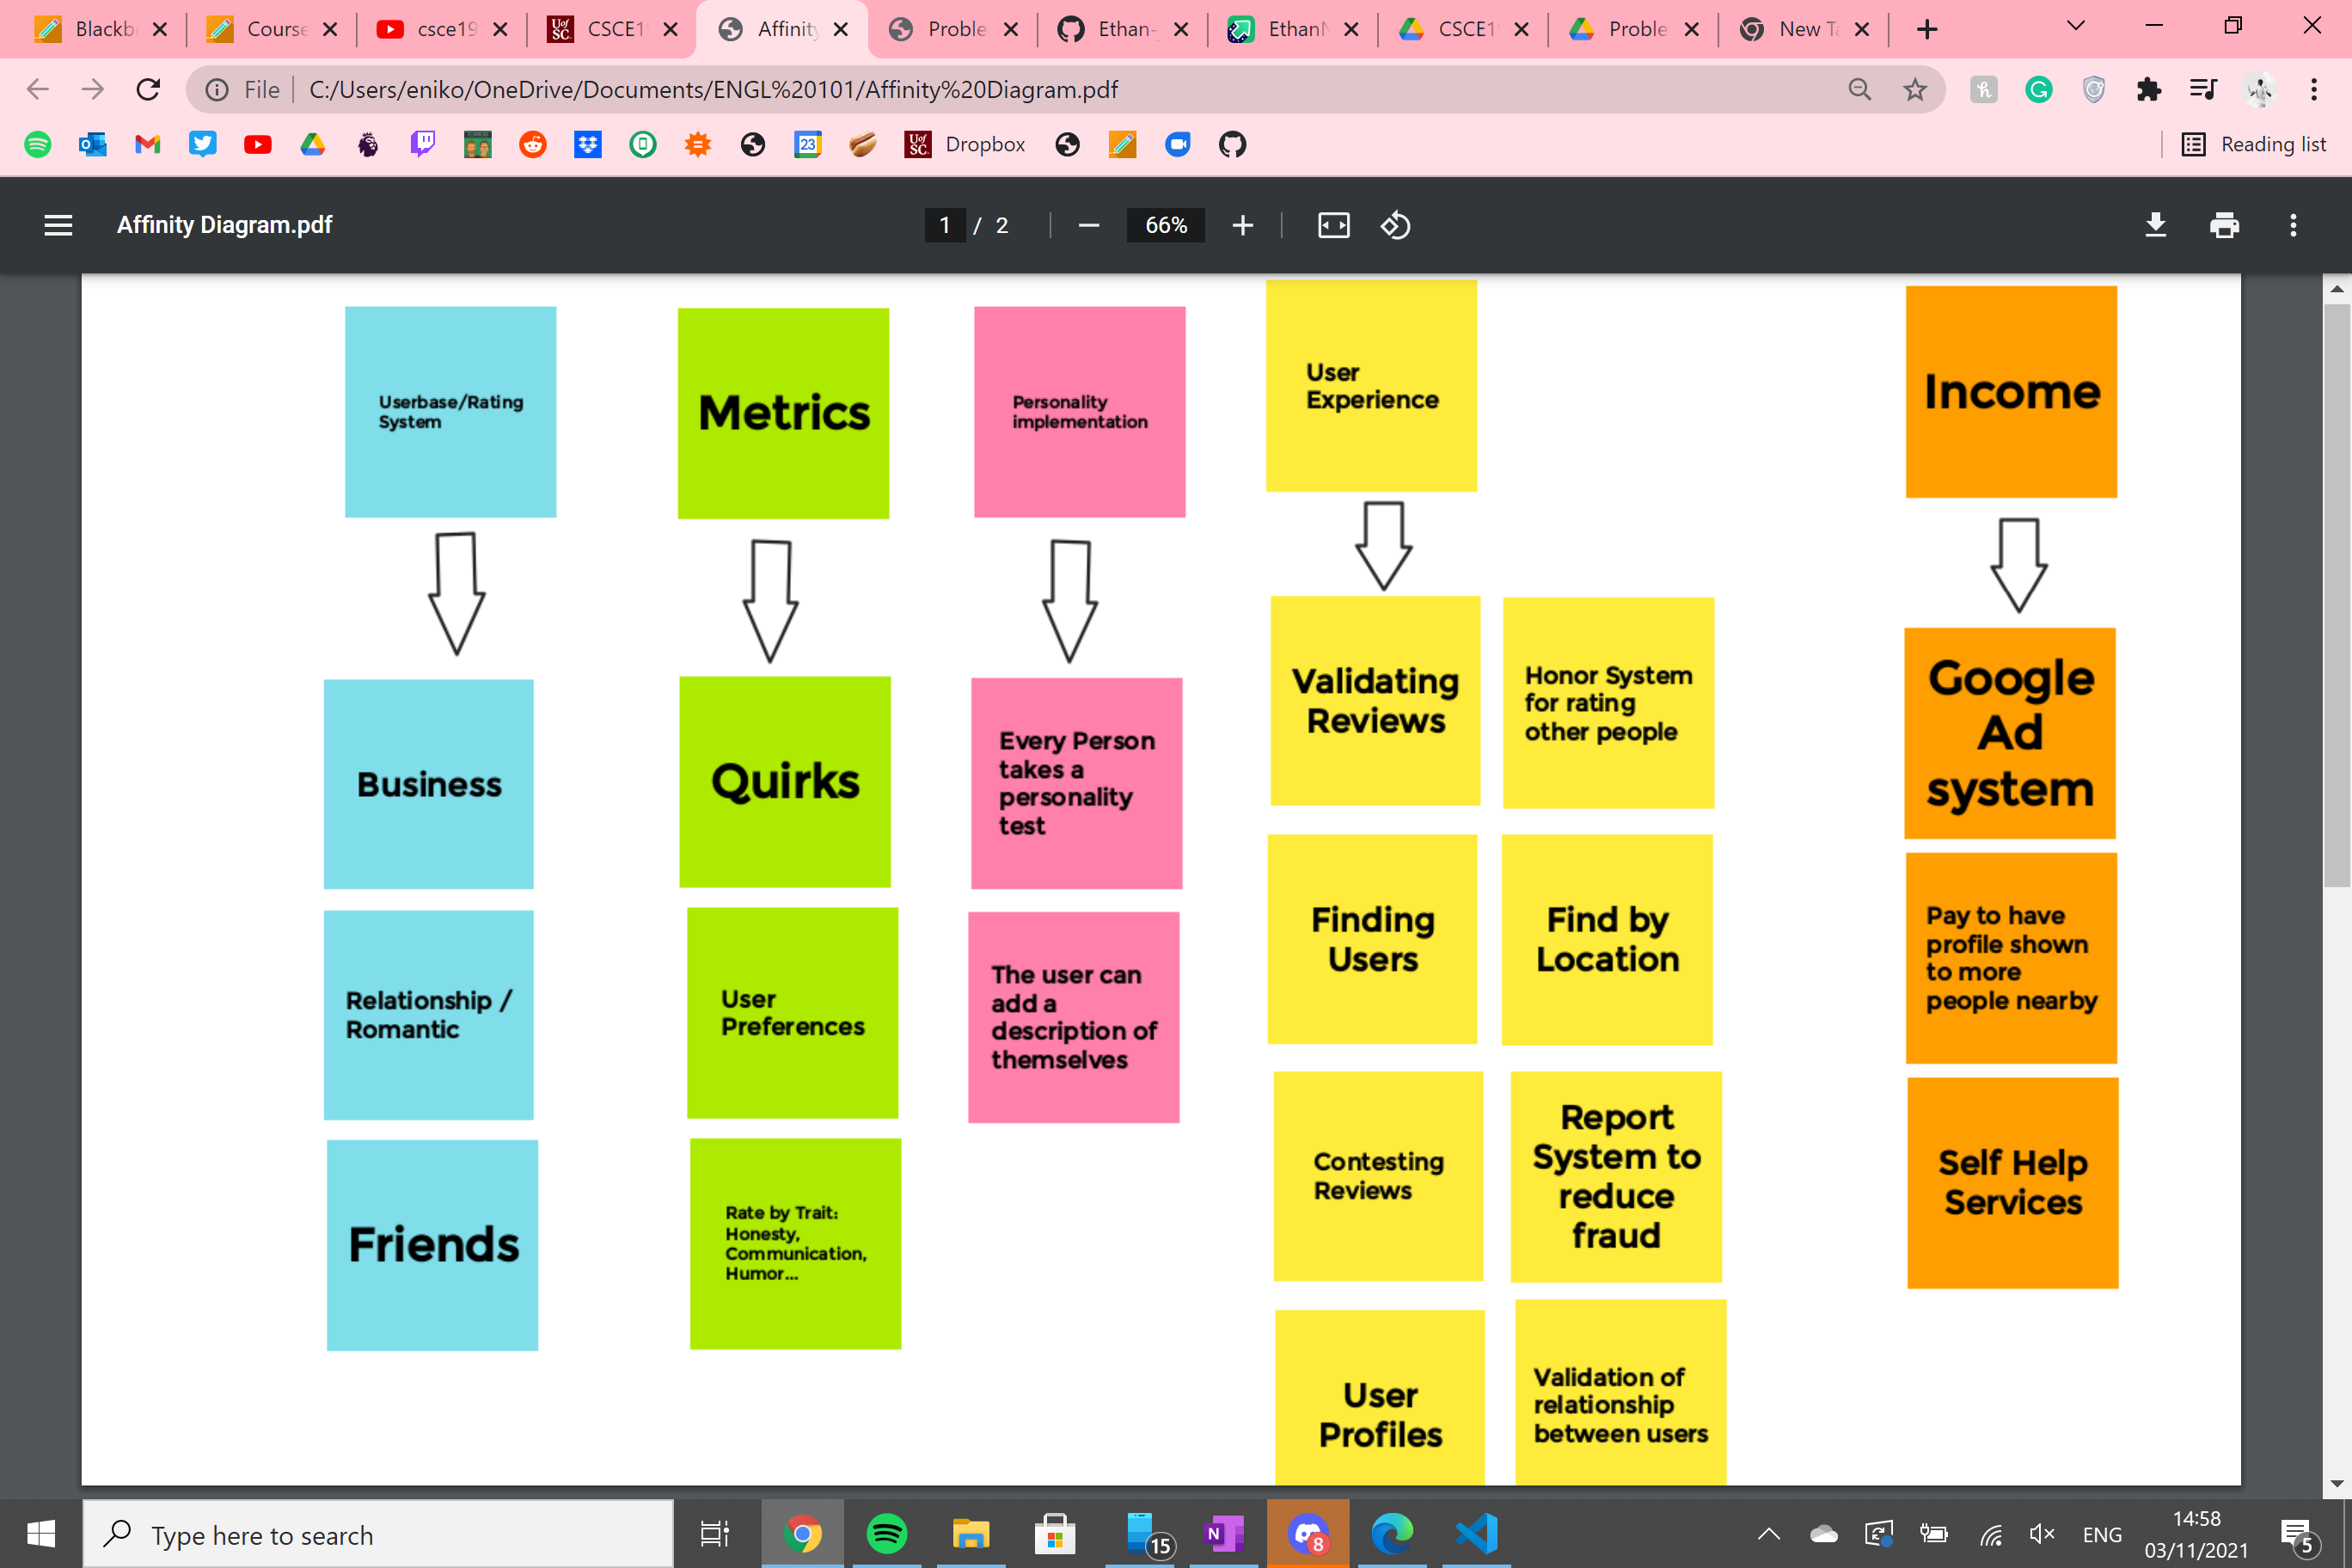 Blackb
Course
csce19
CSCE1
Affinity
Proble
Ethan-
EthanN
CSCE1
Proble
New Ta
File
C:/Users/eniko/OneDrive/Documents/ENGL%20101/Affinity%20Diagram.pdf
23
UofSC.
Dropbox
Reading list
Affinity Diagram.pdf
1 / 2
66%
Userbase/Rating
System
Business
Relationship /
Romantic
Friends
Metrics
Quirks
User
Preferences
Rate by Trait:
Honesty,
Communication,
Humor...
Personality
implementation
Every Person
takes a
personality
test
The user can
add a
description of
themselves
User
Experience
Validating
Reviews
Honor System
for rating
other people
Finding
Users
Find by
Location
Contesting
Reviews
Report
System to
reduce
fraud
User
Profiles
Validation of
relationship
between users
Income
Google
Ad
system
Pay to have
profile shown
to more
people nearby
Self Help
Services
Type here to search
15
N
8
ENG
14:58
03/11/2021
5